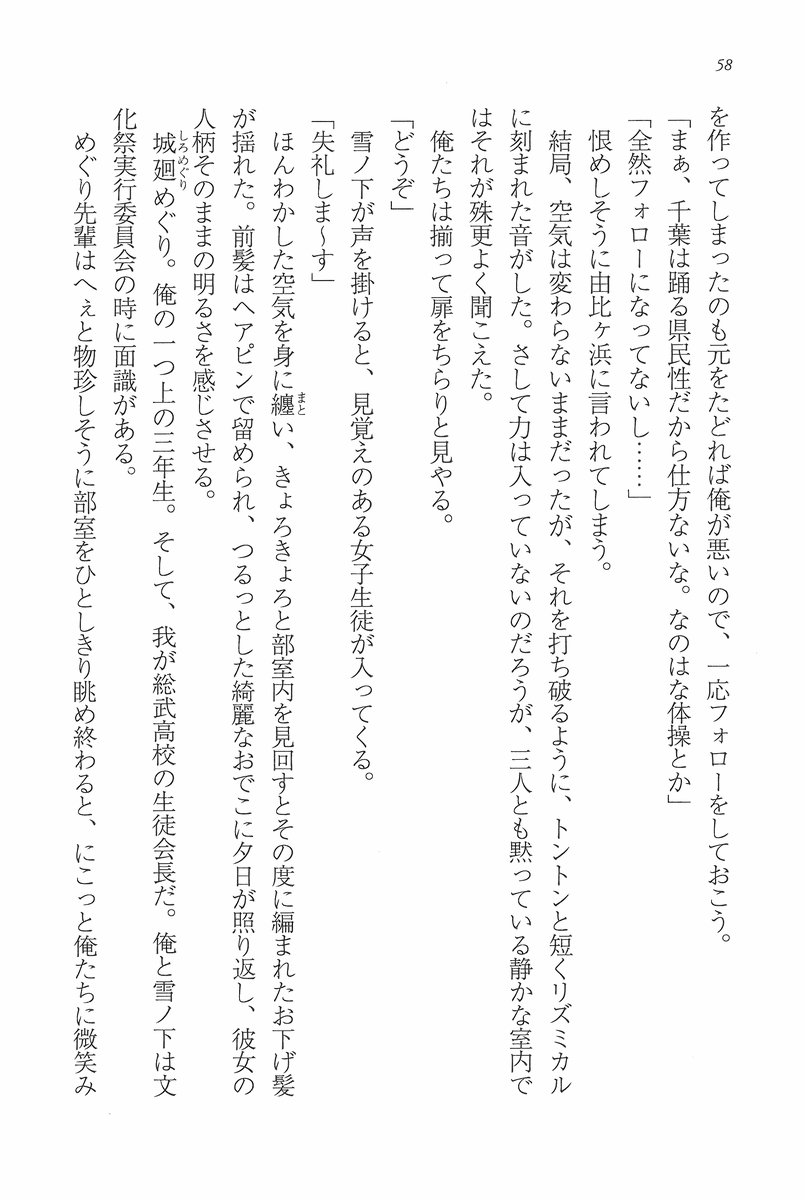 58
を作ってしまったのも元をたどれば俺が悪いので、一応フォローをしておこう。
「まぁ、千葉は踊る県民性だから仕方ないな。なのはな体操とか」
「全然フォローになってないし……」
恨めしそうに由比ヶ浜に言われてしまう。
結局、空気は変わらないままだったが、それを打ち破るように、トントンと短くリズミカル
に刻まれた音がした。さして力は入っていないのだろうが、三人とも黙っている静かな室内で
はそれが殊更よく聞こえた。
俺たちは揃って扉をちらりと見やる。
「どうぞ」
雪ノ下が声を掛けると、見覚えのある女子生徒が入ってくる。
「失礼しま～す」
ほんわかした空気を身に纏い、きょろきょろと部室内を見回すとその度に編まれたお下げ髪
まと
が揺れた。前髪はヘアピンで留められ、つるっとした綺麗なおでこに夕日が照り返し、彼女の
人柄そのままの明るさを感じさせる。
城廻めぐり。俺の一つ上の三年生。そして、我が総武高校の生徒会長だ。俺と雪ノ下は文
しろめぐり
化祭実行委員会の時に面識がある。
めぐり先輩はへぇと物珍しそうに部室をひとしきり眺め終わると、にこっと俺たちに微笑み